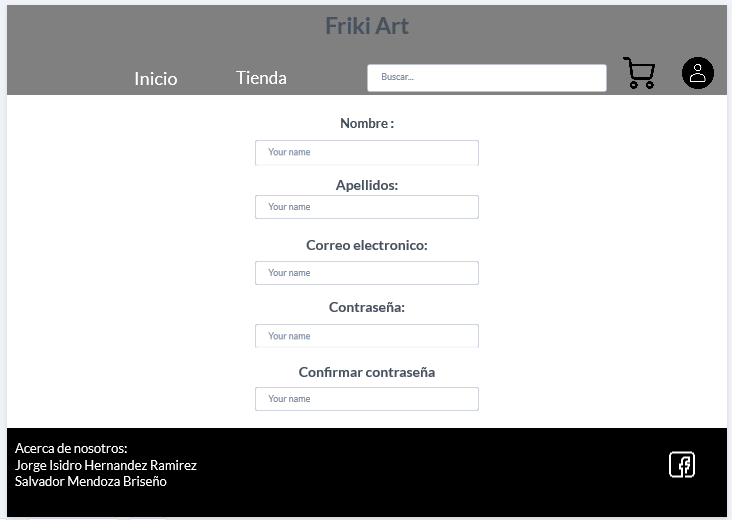 Friki Art
Inicio Tienda Buscar...
Nombre :
Your name
Apellidos:
Your name
Correo electronico:
Your name
Contraseña:
Your name
Confirmar contraseña
Your name
Acerca de nosotros:
Jorge Isidro Hernandez Ramirez
Salvador Mendoza Briseño